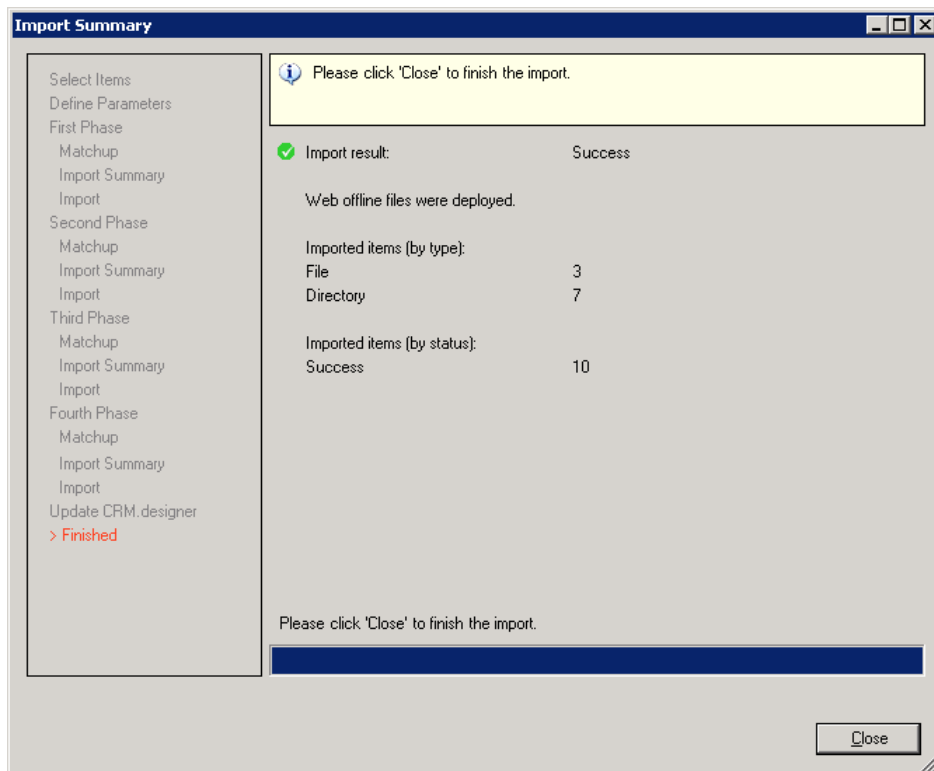 Import Summary
Select Items
Define Parameters
First Phase
Matchup
Import Summary
Import
Second Phase
Matchup
Import Summary
Import
Third Phase
Matchup
Import Summary
Import
Fourth Phase
Matchup
Import Summary
Import
Update CRM.designer
> Finished
Please click 'Close' to finish the import.
Import result: Success
Web offline files were deployed.
Imported items (by type):
File 3
Directory 7
Imported items (by status):
Success 10
Please click 'Close' to finish the import.
Close